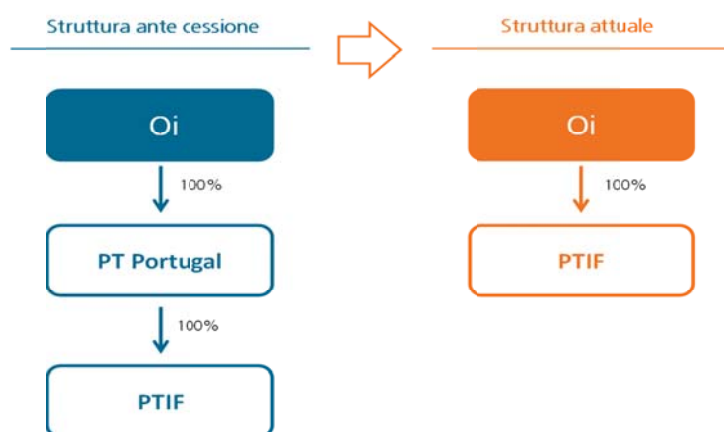 Struttura ante cessione
Struttura attuale
Oi
Oi
100%
100%
PT Portugal
PTIF
100%
PTIF